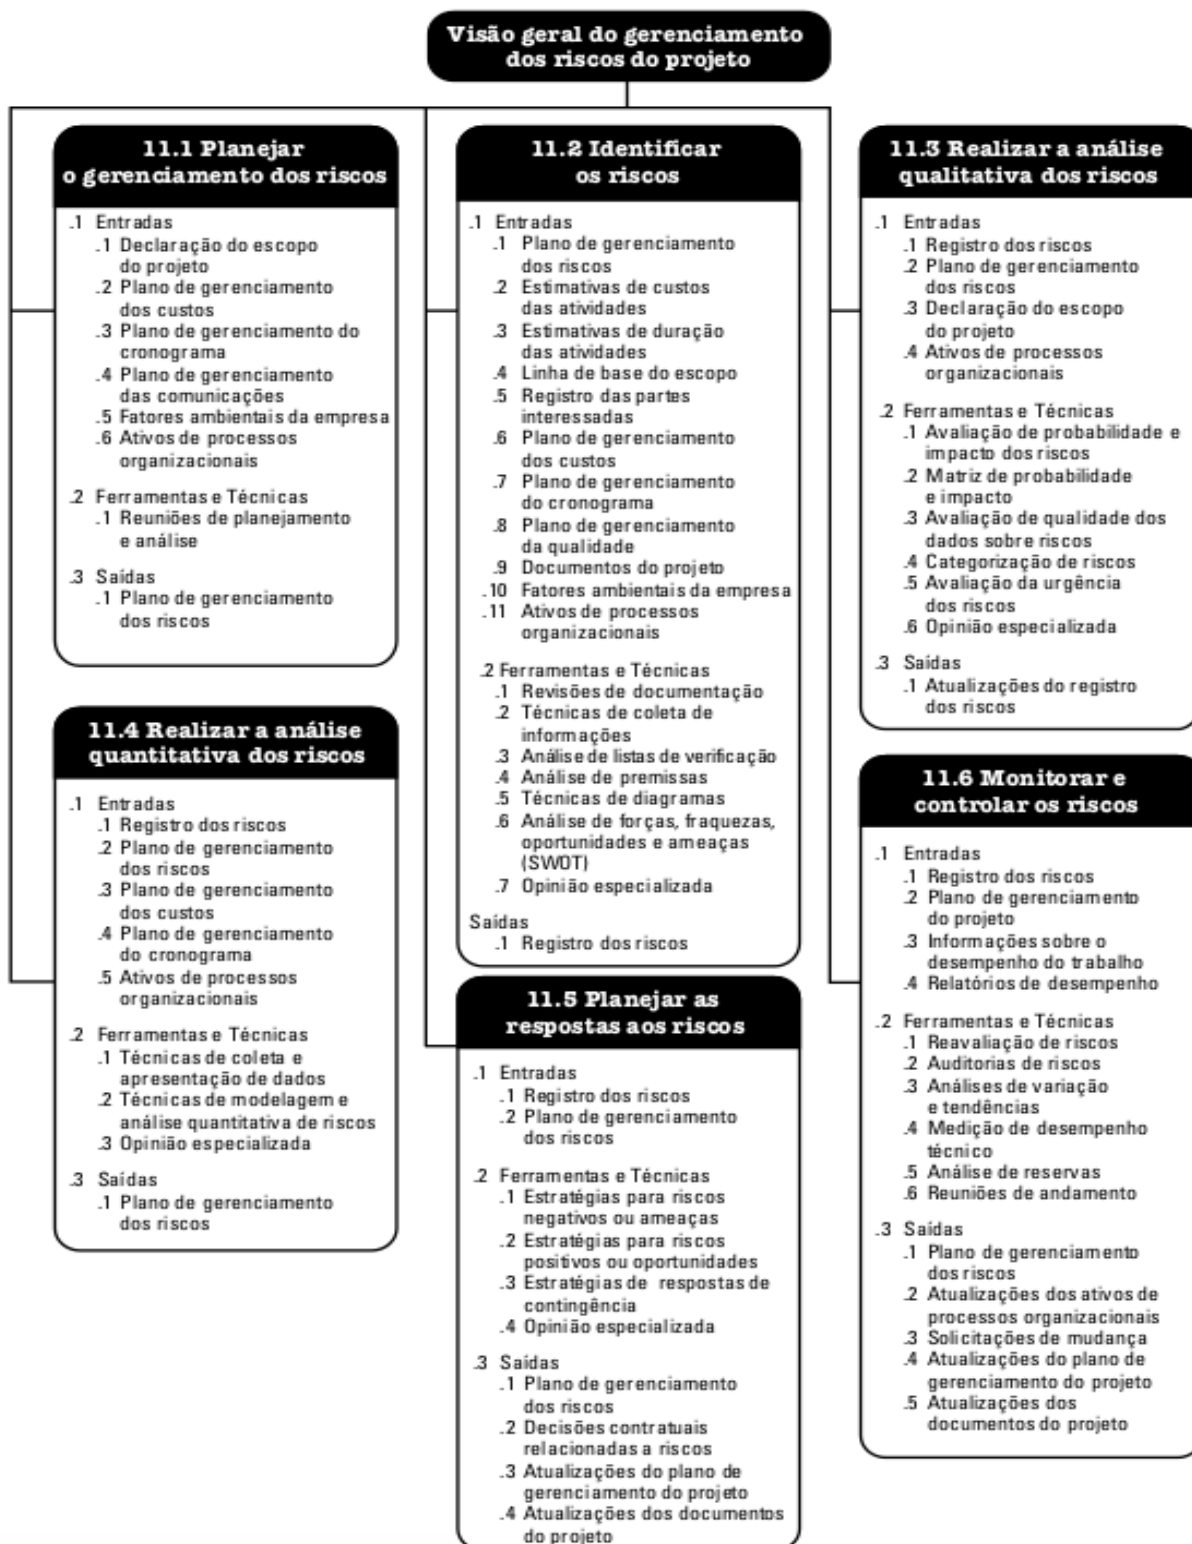 Visão geral do gerenciamento
dos riscos do projeto
11.1 Planejar
o gerenciamento dos riscos
.1 Entradas
.1 Declaração do escopo
do projeto
.2 Plano de gerenciamento
dos custos
.3 Plano de gerenciamento do
cronograma
.4 Plano de gerenciamento
das comunicações
.5 Fatores ambientais da empresa
.6 Ativos de processos
organizacionais
.2 Ferramentas e Técnicas
.1 Reuniões de planejamento
e análise
.3 Saídas
.1 Plano de gerenciamento
dos riscos
11.2 Identificar
os riscos
.1 Entradas
.1 Plano de gerenciamento
dos riscos
.2 Estimativas de custos
das atividades
.3 Estimativas de duração
das atividades
.4 Linha de base do escopo
.5 Registro das partes
interessadas
.6 Plano de gerenciamento
dos custos
.7 Plano de gerenciamento
do cronograma
.8 Plano de gerenciamento
da qualidade
.9 Documentos do projeto
.10 Fatores ambientais da empresa
.11 Ativos de processos
organizacionais
.2 Ferramentas e Técnicas
.1 Revisões de documentação
.2 Técnicas de coleta de
informações
.3 Análise de listas de verificação
.4 Análise de premissas
.5 Técnicas de diagramas
.6 Análise de forças, fraquezas,
oportunidades e ameaças
(SWOT)
.7 Opinião especializada
Saídas
.1 Registro dos riscos
11.3 Realizar a análise
qualitativa dos riscos
.1 Entradas
.1 Registro dos riscos
.2 Plano de gerenciamento
dos riscos
.3 Declaração do escopo
do projeto
.4 Ativos de processos
organizacionais
.2 Ferramentas e Técnicas
.1 Avaliação de probabilidade e
impacto dos riscos
.2 Matriz de probabilidade
e impacto
.3 Avaliação de qualidade dos
dados sobre riscos
.4 Categorização de riscos
.5 Avaliação da urgência
dos riscos
.6 Opinião especializada
.3 Saídas
.1 Atualizações do registro
dos riscos
11.4 Realizar a análise
quantitativa dos riscos
.1 Entradas
.1 Registro dos riscos
.2 Plano de gerenciamento
dos riscos
.3 Plano de gerenciamento
dos custos
.4 Plano de gerenciamento
do cronograma
.5 Ativos de processos
organizacionais
.2 Ferramentas e Técnicas
.1 Técnicas de coleta e
apresentação de dados
.2 Técnicas de modelagem e
análise quantitativa de riscos
.3 Opinião especializada
.3 Saídas
.1 Plano de gerenciamento
dos riscos
11.5 Planejar as
respostas aos riscos
.1 Entradas
.1 Registro dos riscos
.2 Plano de gerenciamento
dos riscos
.2 Ferramentas e Técnicas
.1 Estratégias para riscos
negativos ou ameaças
.2 Estratégias para riscos
positivos ou oportunidades
.3 Estratégias de respostas de
contingência
.4 Opinião especializada
.3 Saídas
.1 Plano de gerenciamento
dos riscos
.2 Decisões contratuais
relacionadas a riscos
.3 Atualizações do plano de
gerenciamento do projeto
.4 Atualizações dos documentos
do projeto
11.6 Monitorar e
controlar os riscos
.1 Entradas
.1 Registro dos riscos
.2 Plano de gerenciamento
do projeto
.3 Informações sobre o
desempenho do trabalho
.4 Relatórios de desempenho
.2 Ferramentas e Técnicas
.1 Reavaliação de riscos
.2 Auditorias de riscos
.3 Análises de variação
e tendências
.4 Medição de desempenho
técnico
.5 Análise de reservas
.6 Reuniões de andamento
.3 Saídas
.1 Plano de gerenciamento
dos riscos
.2 Atualizações dos ativos de
processos organizacionais
.3 Solicitações de mudança
.4 Atualizações do plano de
gerenciamento do projeto
.5 Atualizações dos
documentos do projeto